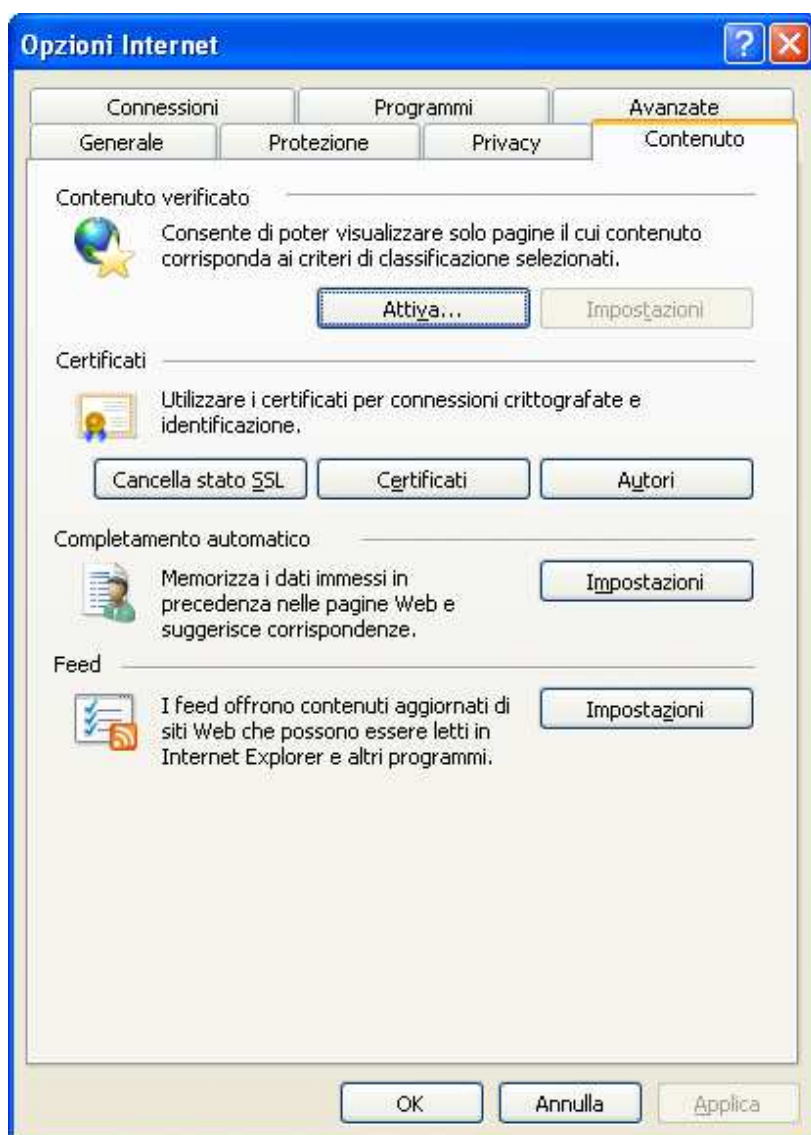 Opzioni Internet
Connessioni Programmi Avanzate
Generale Protezione Privacy Contenuto
Contenuto verificato
Consente di poter visualizzare solo pagine il cui contenuto
corrisponda ai criteri di classificazione selezionati.
Attiva... Impostazioni
Certificati
Utilizzare i certificati per connessioni crittografate e
identificazione.
Cancella stato SSL Certificati Autori
Completamento automatico
Memorizza i dati immessi in
precedenza nelle pagine Web e
suggerisce corrispondenze.
Impostazioni
Feed
I feed offrono contenuti aggiornati di
siti Web che possono essere letti in
Internet Explorer e altri programmi.
Impostazioni
OK Annulla Applica